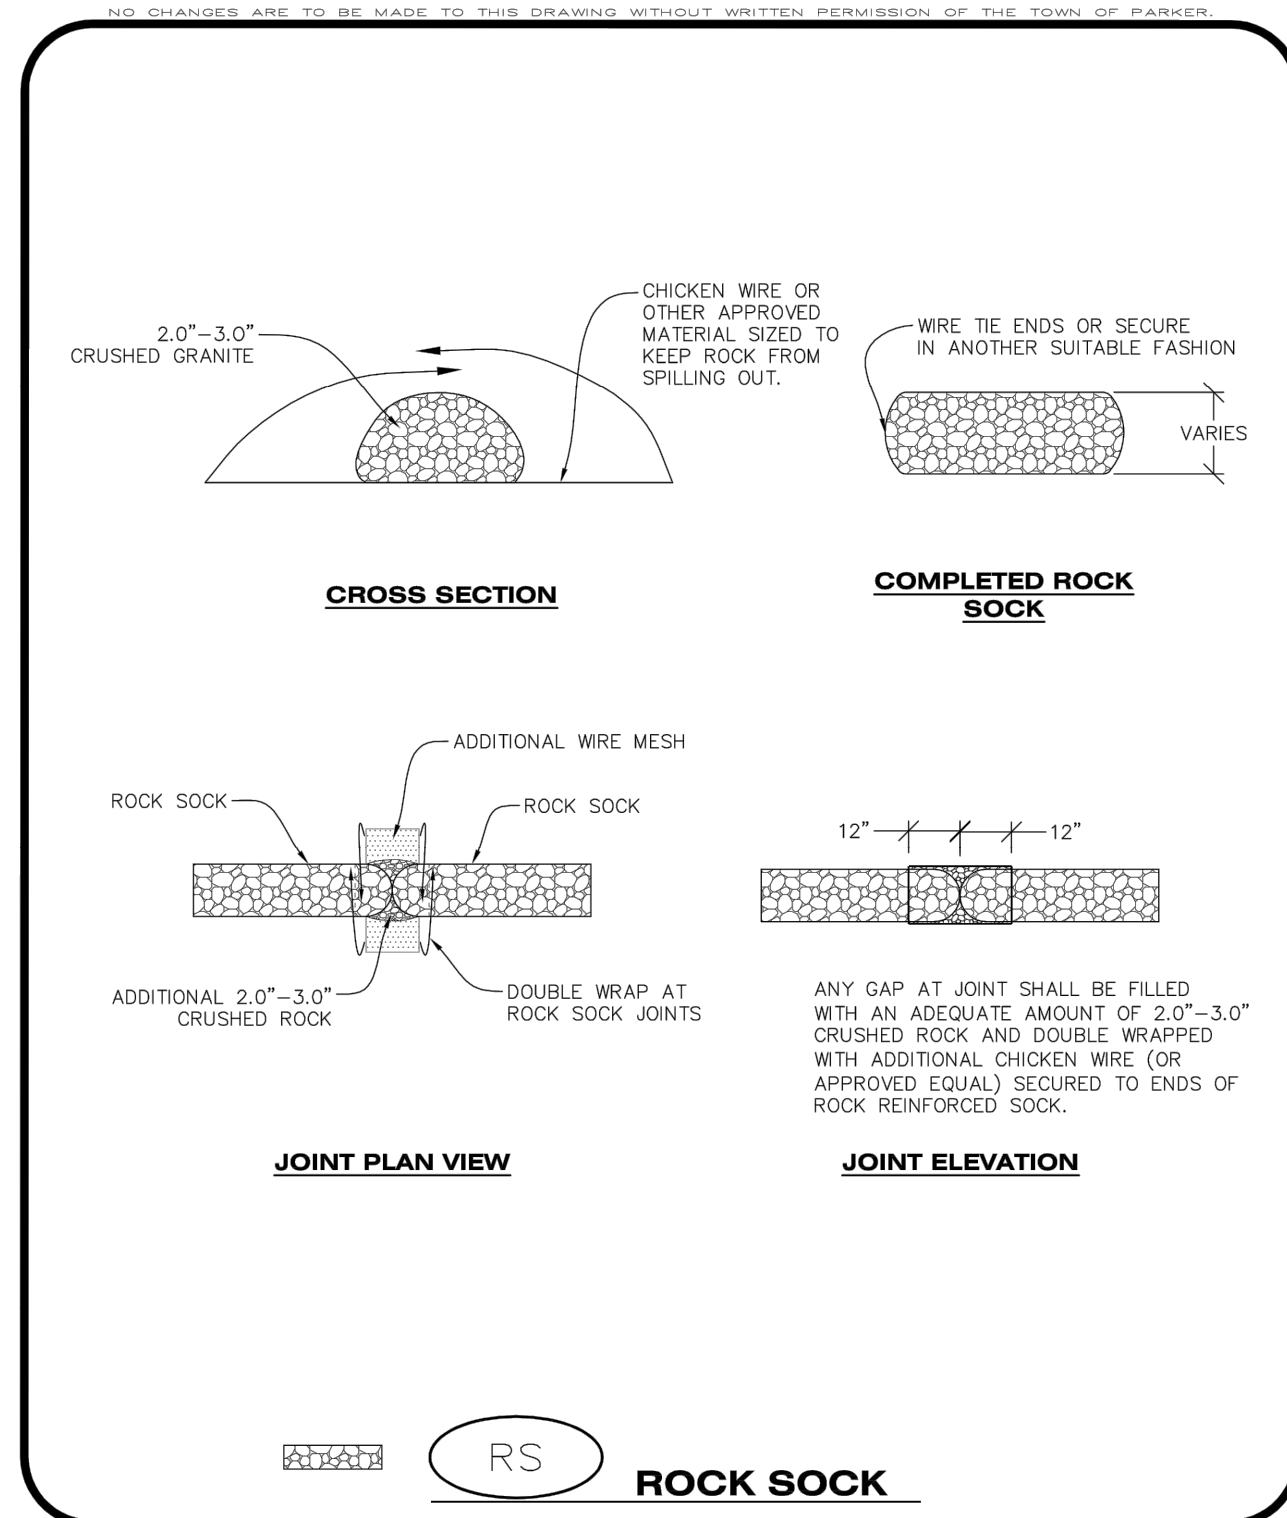 NO CHANGES ARE TO BE MADE TO THIS DRAWING WITHOUT WRITTEN PERMISSION OF THE TOWN OF PARKER.
2.0"–3.0"
CRUSHED GRANITE
CHICKEN WIRE OR
OTHER APPROVED
MATERIAL SIZED TO
KEEP ROCK FROM
SPILLING OUT.
WIRE TIE ENDS OR SECURE
IN ANOTHER SUITABLE FASHION
VARIES
CROSS SECTION
COMPLETED ROCK
SOCK
ADDITIONAL WIRE MESH
ROCK SOCK
ROCK SOCK
ADDITIONAL 2.0"–3.0"
CRUSHED ROCK
DOUBLE WRAP AT
ROCK SOCK JOINTS
12"
12"
ANY GAP AT JOINT SHALL BE FILLED
WITH AN ADEQUATE AMOUNT OF 2.0"–3.0"
CRUSHED ROCK AND DOUBLE WRAPPED
WITH ADDITIONAL CHICKEN WIRE (OR
APPROVED EQUAL) SECURED TO ENDS OF
ROCK REINFORCED SOCK.
JOINT PLAN VIEW
JOINT ELEVATION
RS
ROCK SOCK